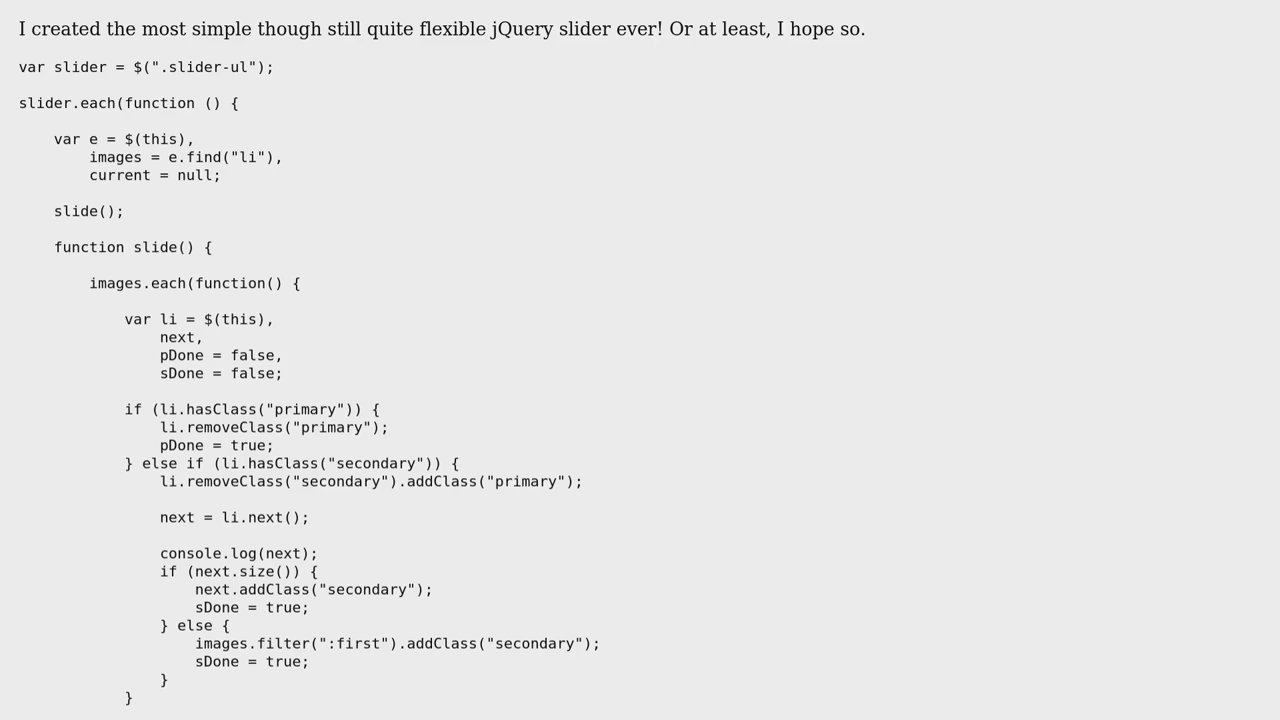 I created the most simple though still quite flexible jQuery slider ever! Or at least, I hope so.
var slider = $(".slider-ul");
slider.each(function () {
    var e = $(this),
        images = e.find("li"),
        current = null;
    slide();
    function slide() {
        images.each(function() {
            var li = $(this),
                next,
                pDone = false,
                sDone = false;
            if (li.hasClass("primary")) {
                li.removeClass("primary");
                pDone = true;
            } else if (li.hasClass("secondary")) {
                li.removeClass("secondary").addClass("primary");
                next = li.next();
                console.log(next);
                if (next.size()) {
                    next.addClass("secondary");
                    sDone = true;
                } else {
                    images.filter(":first").addClass("secondary");
                    sDone = true;
                }
            }